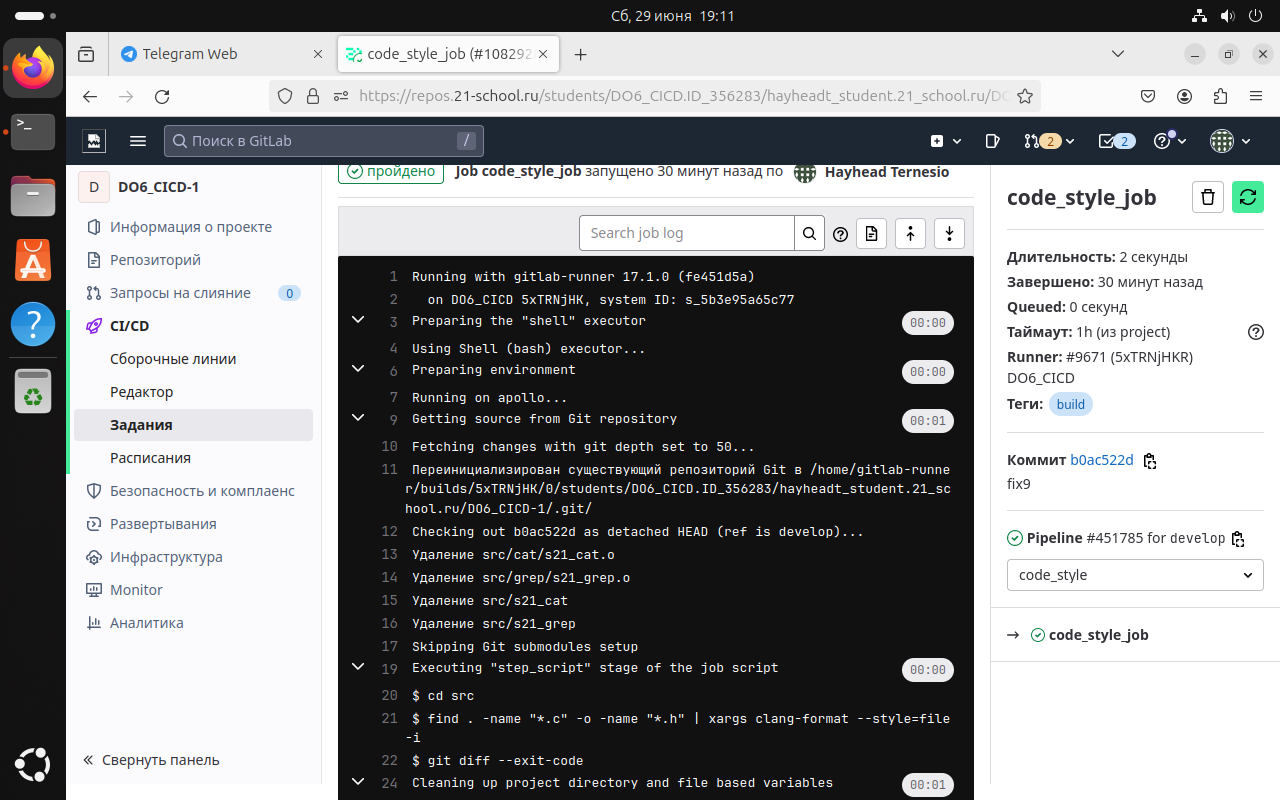 Сб, 29 июня 19:11
Telegram Web
code_style_job (#108292
https://repos.21-school.ru/students/DO6_CICD.ID_356283/hayheadt_student.21_school.ru/DO
Поиск в GitLab
/
2
2
D
DO6_CICD-1
Информация о проекте
Репозиторий
Запросы на слияние
0
CI/CD
Сборочные линии
Редактор
Задания
Расписания
Безопасность и комплаенс
Развертывания
Инфраструктура
Monitor
Аналитика
Свернуть панель
пройдено
Job code_style_job запущено 30 минут назад по Hayhead Ternesio
Search job log
1 Running with gitlab-runner 17.1.0 (fe451d5a)
2 on DO6_CICD 5xTRNjHK, system ID: s_5b3e95a65c77
3 Preparing the "shell" executor 00:00
4 Using Shell (bash) executor...
6 Preparing environment 00:00
7 Running on apollo...
9 Getting source from Git repository 00:01
10 Fetching changes with git depth set to 50...
11 Переинициализирован существующий репозиторий Git в /home/gitlab-runne
r/builds/5xTRNjHK/0/students/DO6_CICD.ID_356283/hayheadt_student.21_sc
hool.ru/DO6_CICD-1/.git/
12 Checking out b0ac522d as detached HEAD (ref is develop)...
13 Удаление src/cat/s21_cat.o
14 Удаление src/grep/s21_grep.o
15 Удаление src/s21_cat
16 Удаление src/s21_grep
17 Skipping Git submodules setup
19 Executing "step_script" stage of the job script 00:00
20 $ cd src
21 $ find . -name "*.c" -o -name "*.h" | xargs clang-format --style=file
-i
22 $ git diff --exit-code
24 Cleaning up project directory and file based variables 00:01
code_style_job
Длительность: 2 секунды
Завершено: 30 минут назад
Queued: 0 секунд
Таймаут: 1h (из project)
Runner: #9671 (5xTRNjHKR)
DO6_CICD
Теги: build
Коммит b0ac522d
fix9
Pipeline #451785 for develop
code_style
→ code_style_job